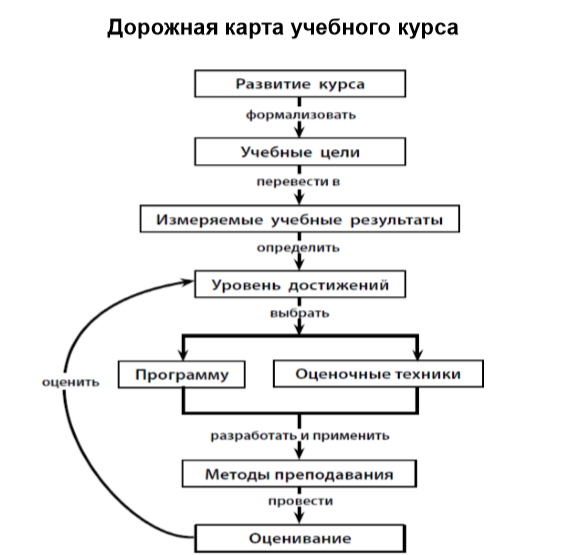 Дорожная карта учебного курса
Развитие курса
формализовать
Учебные цели
перевести в
Измеряемые учебные результаты
определить
Уровень достижений
выбрать
Программу
Оценочные техники
оценить
разработать и применить
Методы преподавания
провести
Оценивание